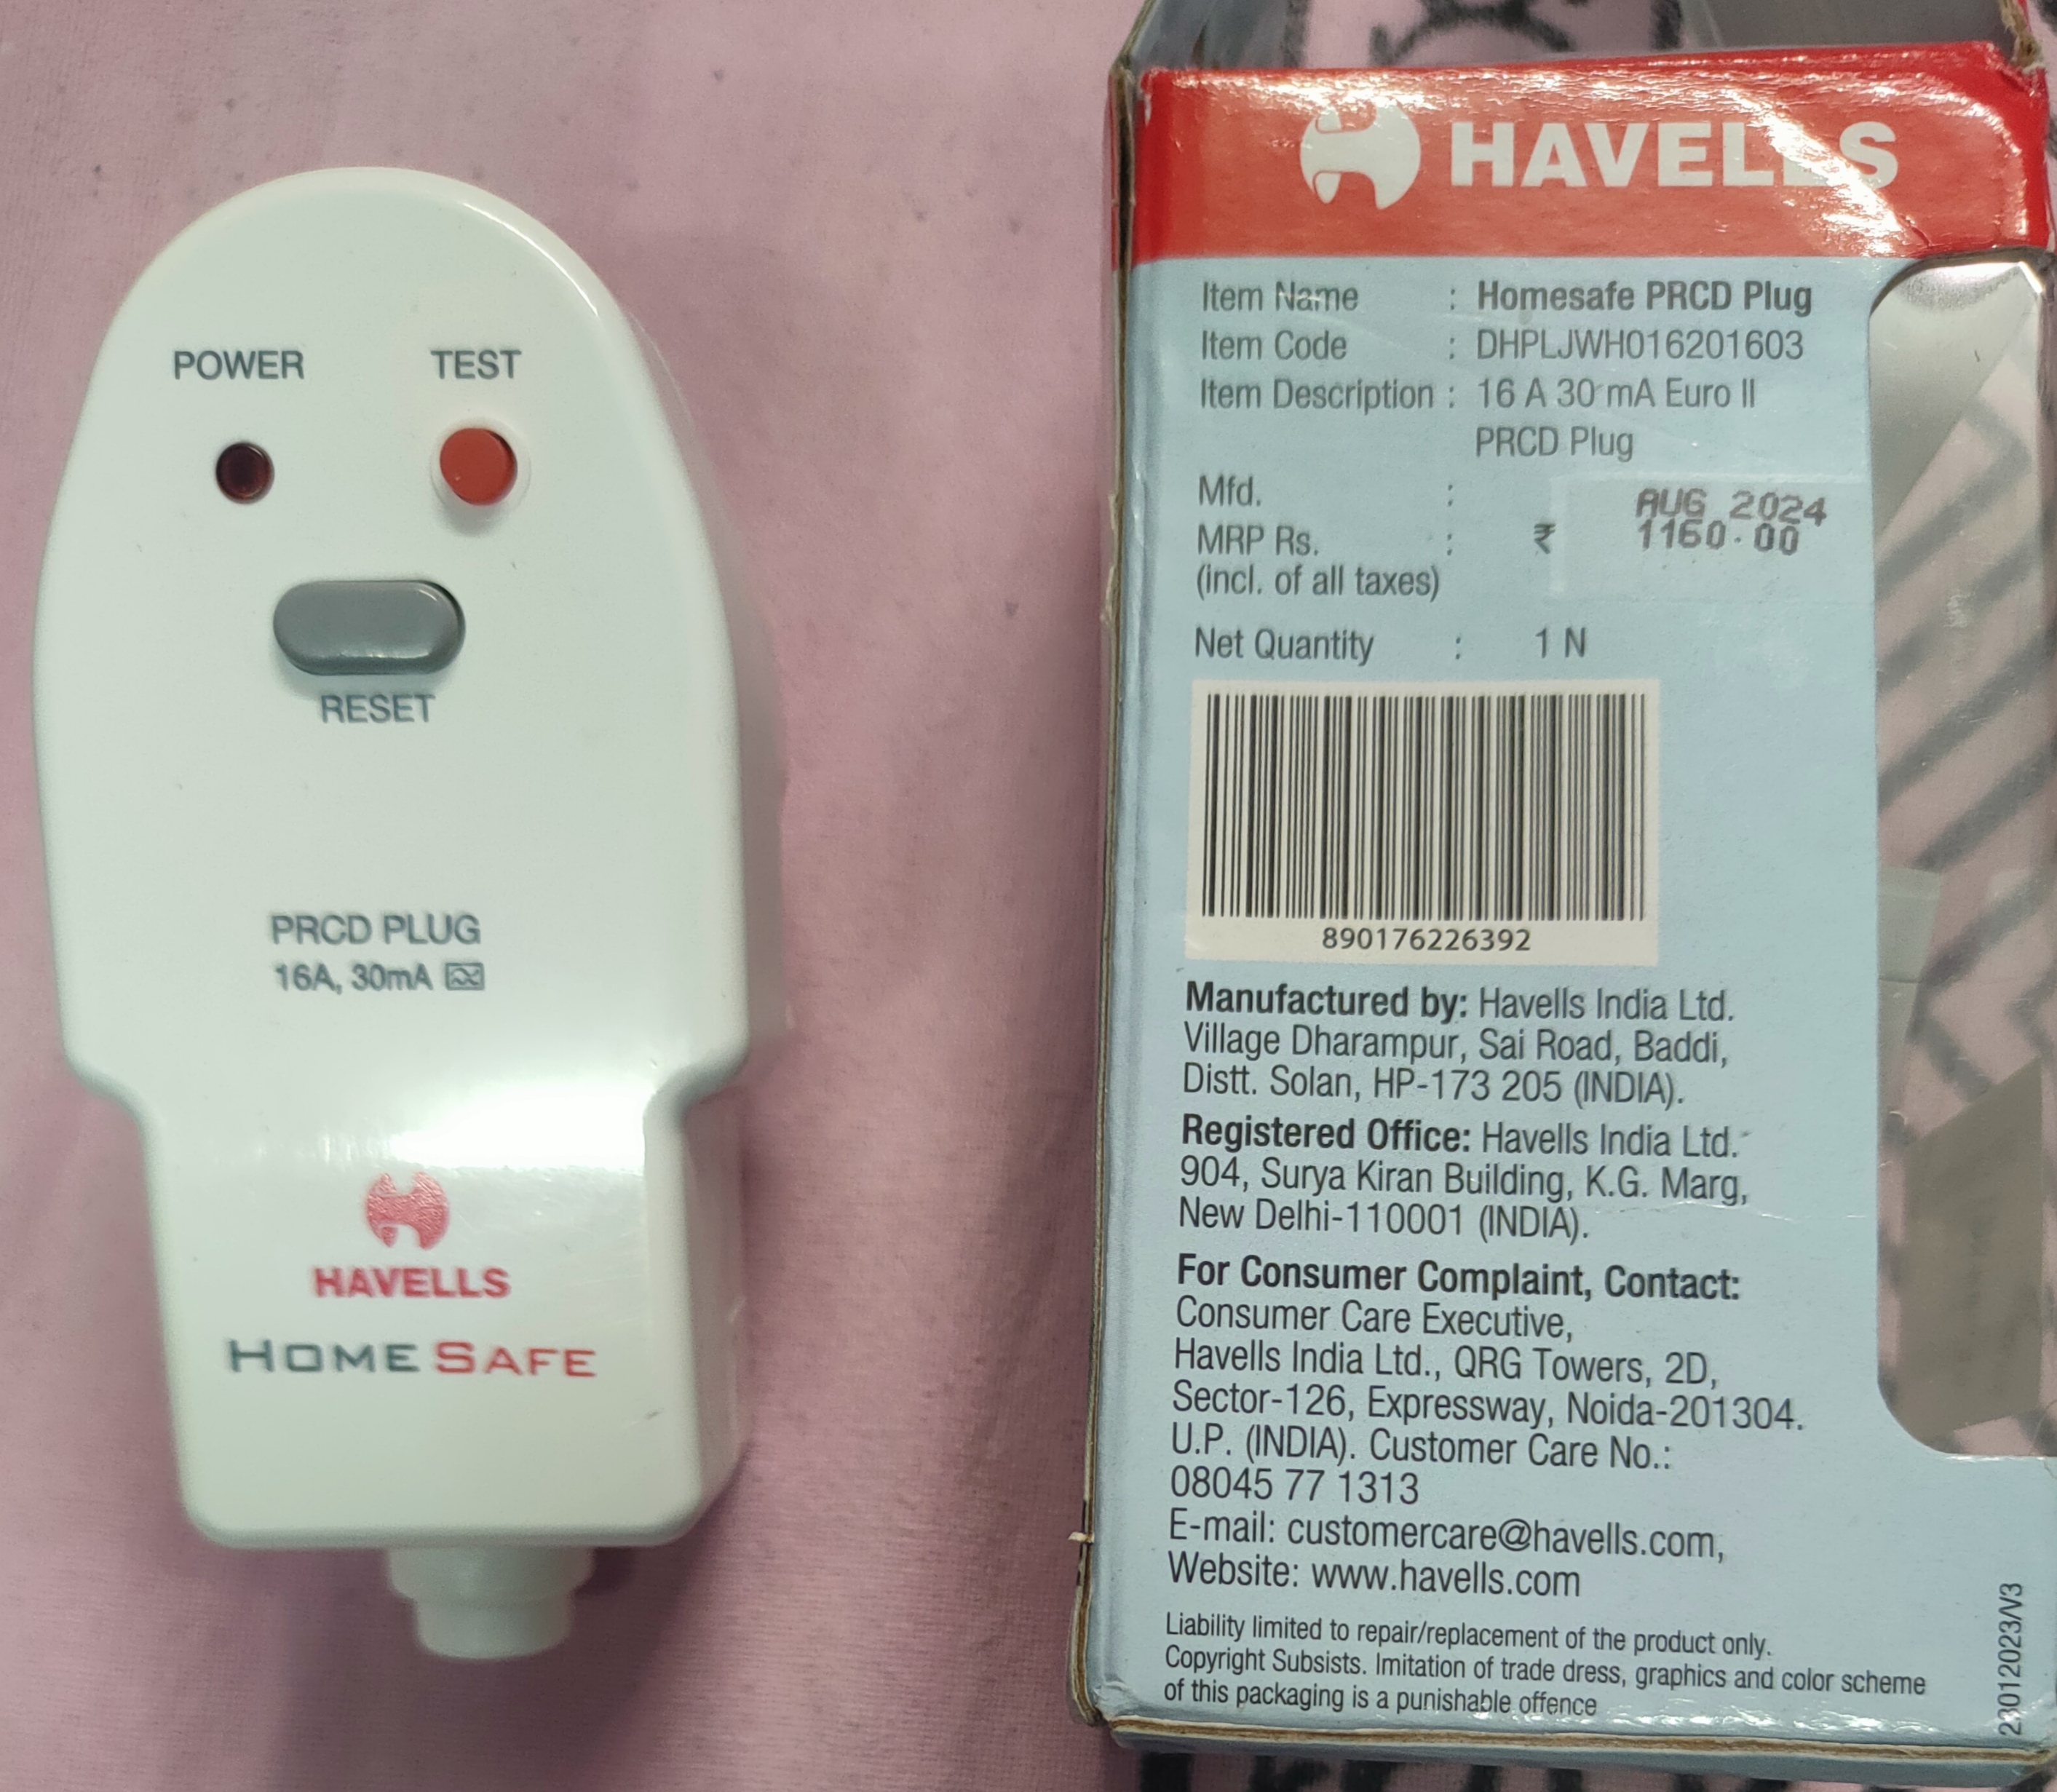 POWER TEST
RESET
PRCD PLUG
16A, 30mA
HAVELLS
HOME SAFE
HAVELLS
Item Name : Homesafe PRCD Plug
Item Code : DHPLJWH016201603
Item Description : 16 A 30 mA Euro II
PRCD Plug
Mfd. : AUG 2024
MRP Rs. : ₹ 1160.00
(incl. of all taxes)
Net Quantity : 1 N
890176226392
Manufactured by: Havells India Ltd.
Village Dharampur, Sai Road, Baddi,
Distt. Solan, HP-173 205 (INDIA).
Registered Office: Havells India Ltd.
904, Surya Kiran Building, K.G. Marg,
New Delhi-110001 (INDIA).
For Consumer Complaint, Contact:
Consumer Care Executive,
Havells India Ltd., QRG Towers, 2D,
Sector-126, Expressway, Noida-201304.
U.P. (INDIA). Customer Care No.:
08045 77 1313
E-mail: customercare@havells.com,
Website: www.havells.com
Liability limited to repair/replacement of the product only.
Copyright Subsists. Imitation of trade dress, graphics and color scheme
of this packaging is a punishable offence
23012023/V3